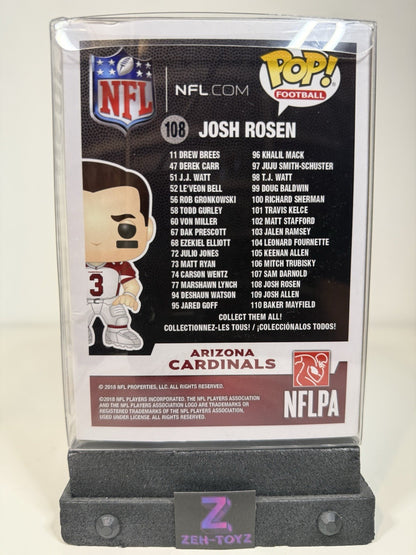 NFL
NFL.COM
POP!
FOOTBALL
108 JOSH ROSEN
11 DREW BREES
47 DEREK CARR
51 J.J. WATT
52 LE'VEON BELL
56 ROB GRONKOWSKI
58 TODD GURLEY
60 VON MILLER
67 DAK PRESCOTT
68 EZEKIEL ELLIOTT
72 JULIO JONES
73 MATT RYAN
74 CARSON WENTZ
77 MARSHAWN LYNCH
94 DESHAUN WATSON
95 JARED GOFF
96 KHALIL MACK
97 JUJU SMITH-SCHUSTER
98 T.J. WATT
99 DOUG BALDWIN
100 RICHARD SHERMAN
101 TRAVIS KELCE
102 MATT STAFFORD
103 JALEN RAMSEY
104 LEONARD FOURNETTE
105 KEENAN ALLEN
106 MITCH TRUBISKY
107 SAM DARNOLD
108 JOSH ROSEN
109 JOSH ALLEN
110 BAKER MAYFIELD
COLLECT THEM ALL!
COLLECTIONNEZ-LES TOUS! / ¡COLECCIÓNALOS TODOS!
3
ARIZONA
CARDINALS
NFLPA
© 2018 NFL PROPERTIES, LLC. ALL RIGHTS RESERVED.
©2018 NFL PLAYERS INCORPORATED. THE NFL PLAYERS ASSOCIATION
AND THE NFL PLAYERS ASSOCIATION LOGO ARE TRADEMARKS OR
REGISTERED TRADEMARKS OF THE NFL PLAYERS ASSOCIATION,
USED UNDER LICENSE. ALL RIGHTS RESERVED.
Z
ZEH-TOYZ